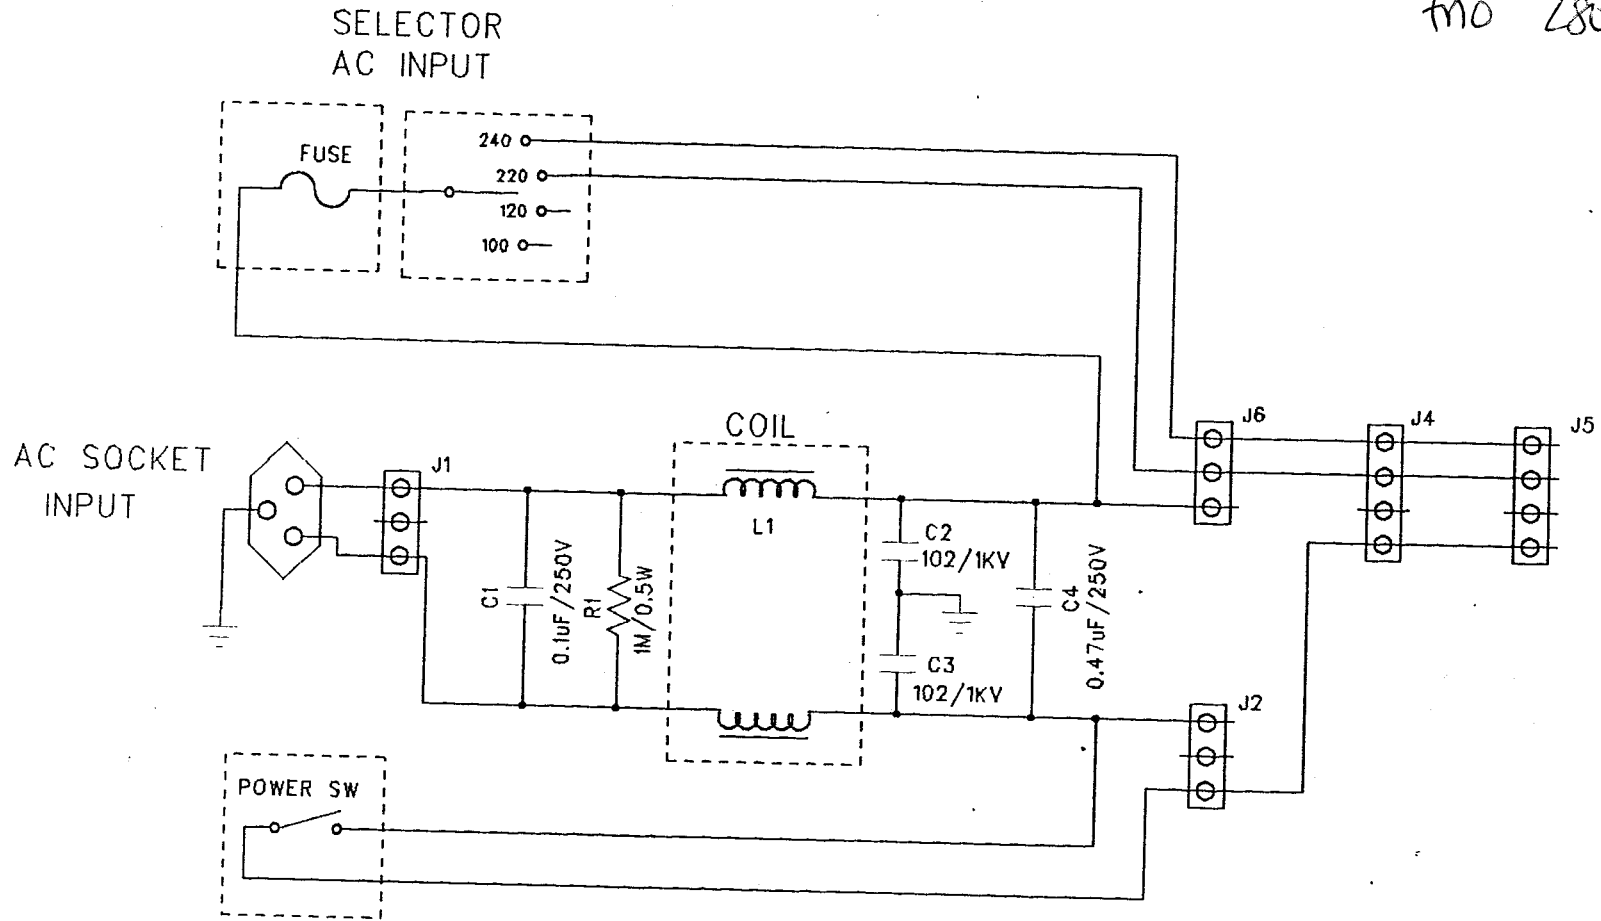 SELECTOR
AC INPUT
FUSE
240
220
120
100
AC SOCKET
INPUT
J1
COIL
L1
C1
0.1uF/250V
R1
1M/0.5W
C2
102/1KV
C3
102/1KV
C4
0.47uF/250V
J6
J4
J5
J2
POWER SW